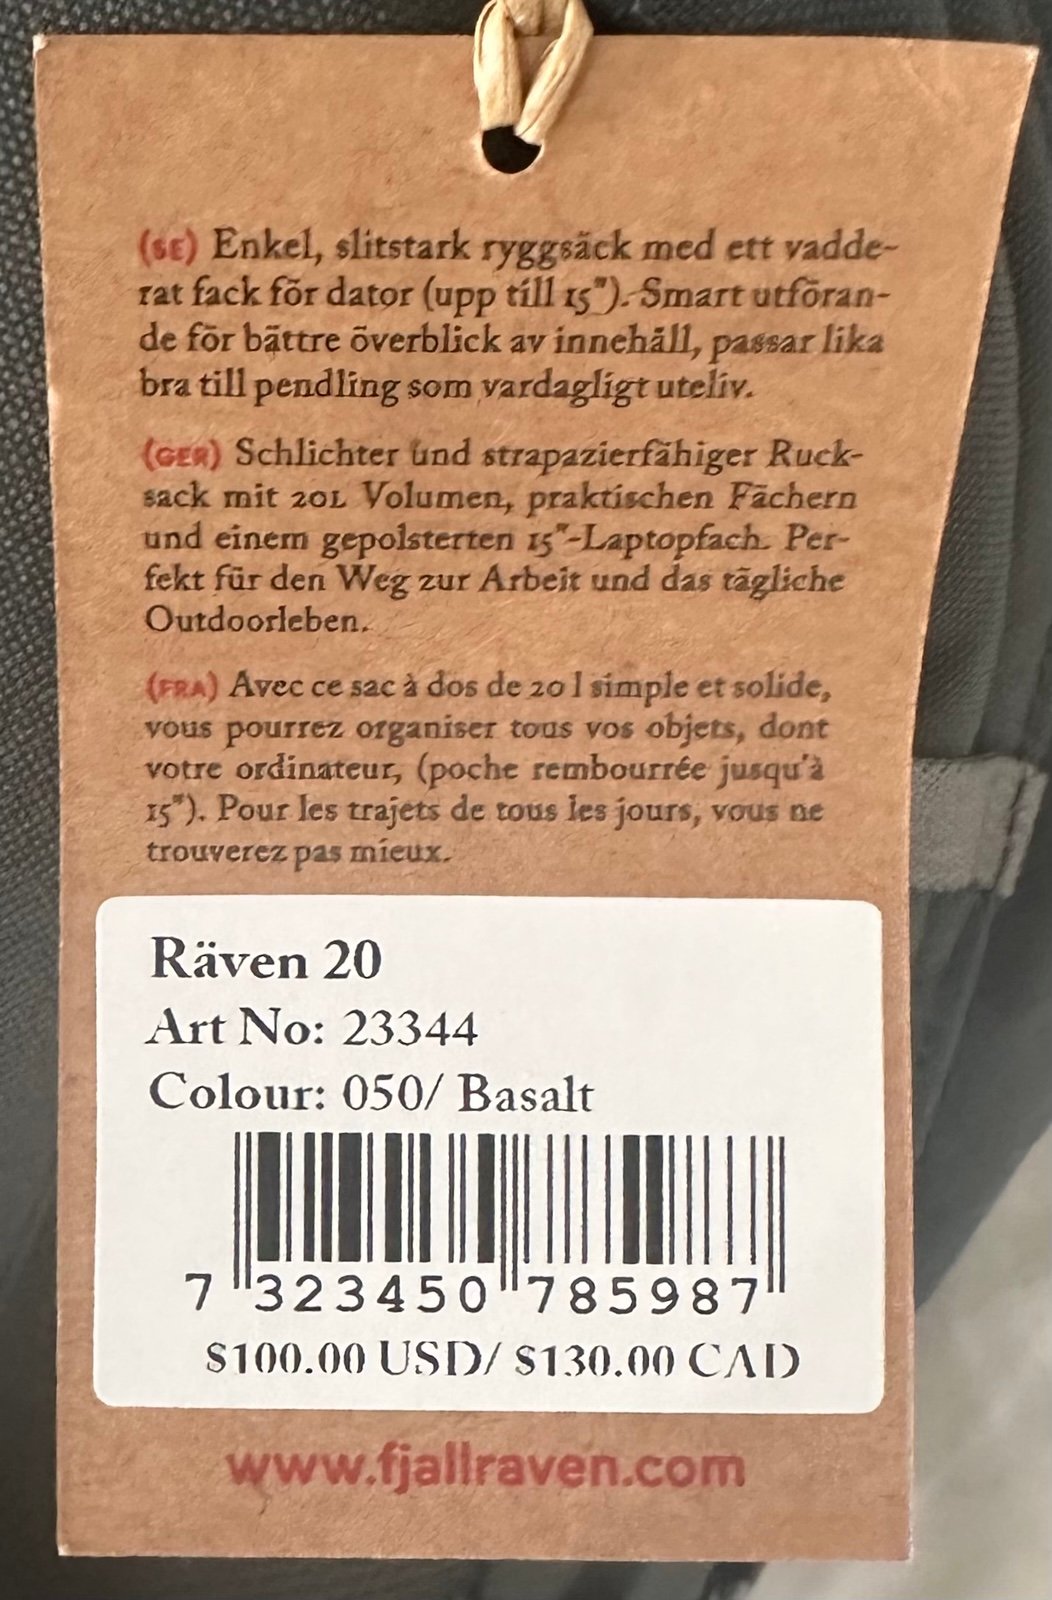 (SE) Enkel, slitstark ryggsäck med ett vadde-
rat fack för dator (upp till 15"). Smart utföran-
de för bättre överblick av innehåll, passar lika
bra till pendling som vardagligt uteliv.
(GER) Schlichter und strapazierfähiger Ruck-
sack mit 20L Volumen, praktischen Fächern
und einem gepolsterten 15"-Laptopfach. Per-
fekt für den Weg zur Arbeit und das tägliche
Outdoorleben.
(FRA) Avec ce sac à dos de 20 l simple et solide,
vous pourrez organiser tous vos objets, dont
votre ordinateur, (poche rembourrée jusqu'à
15"). Pour les trajets de tous les jours, vous ne
trouverez pas mieux.
Räven 20
Art No: 23344
Colour: 050/ Basalt
7 323450 785987
$100.00 USD/ $130.00 CAD
www.fjallraven.com